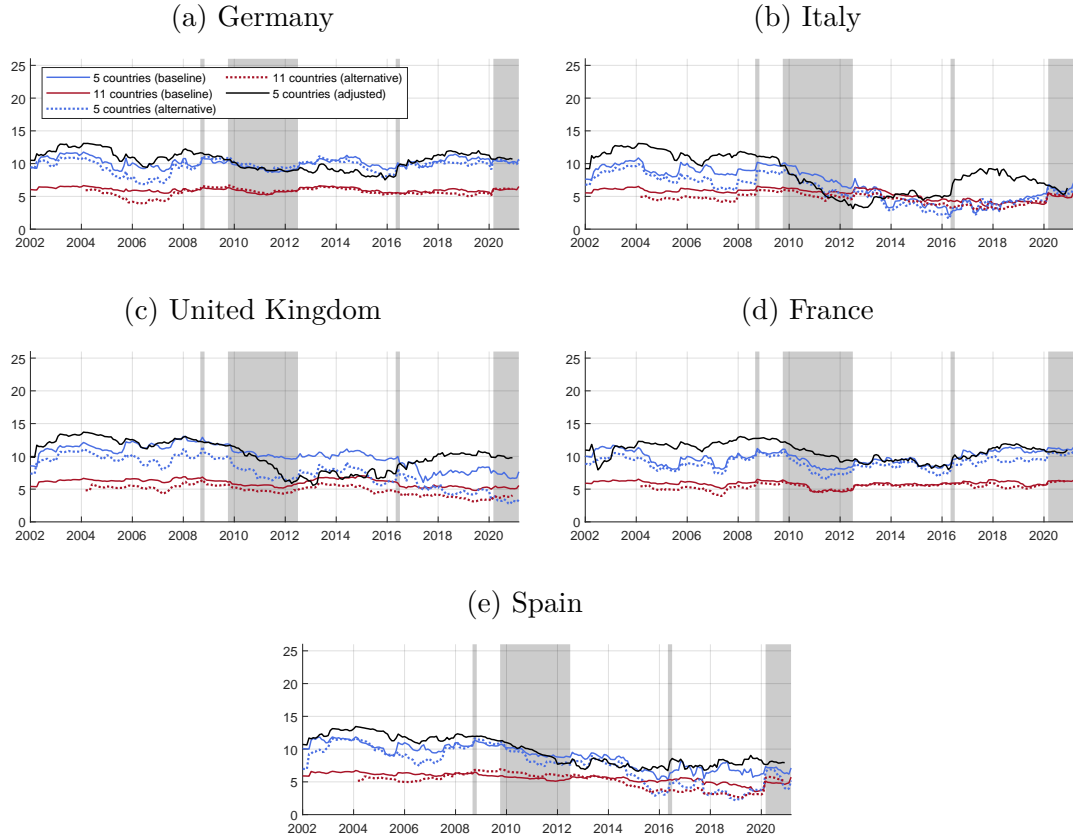 (a) Germany
(b) Italy
25
20
15
10
5
0
5 countries (baseline)
11 countries (alternative)
11 countries (baseline)
5 countries (adjusted)
5 countries (alternative)
2002 2004 2006 2008 2010 2012 2014 2016 2018 2020
25
20
15
10
5
0
2002 2004 2006 2008 2010 2012 2014 2016 2018 2020
(c) United Kingdom
(d) France
25
20
15
10
5
0
2002 2004 2006 2008 2010 2012 2014 2016 2018 2020
25
20
15
10
5
0
2002 2004 2006 2008 2010 2012 2014 2016 2018 2020
(e) Spain
25
20
15
10
5
0
2002 2004 2006 2008 2010 2012 2014 2016 2018 2020